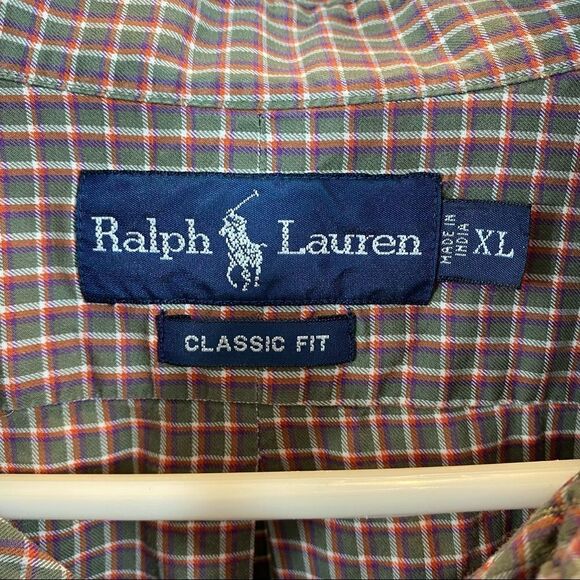 Ralph Lauren
MADE IN
INDIA
XL
CLASSIC FIT